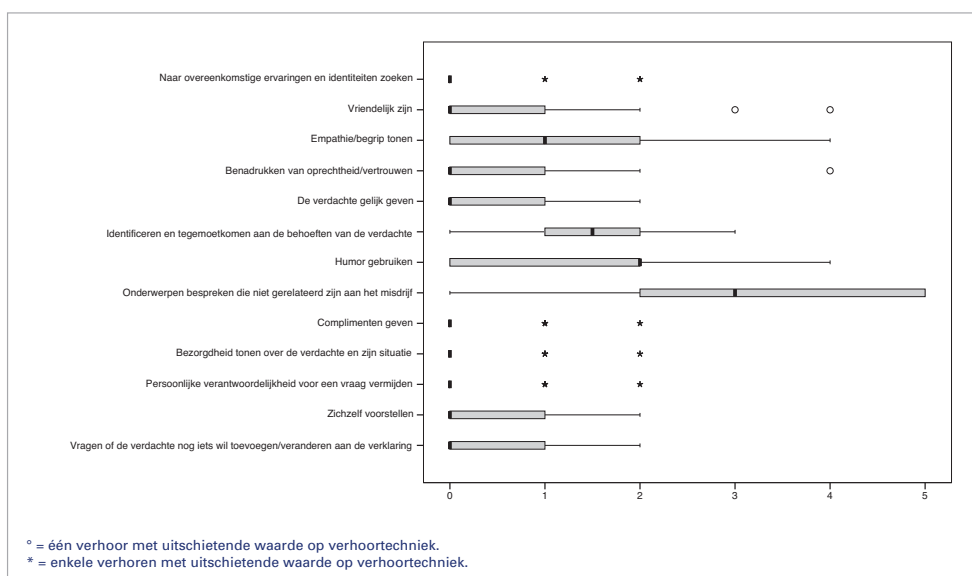 Naar overeenkomstige ervaringen en identiteiten zoeken
Vriendelijk zijn
Empathie/begrip tonen
Benadrukken van oprechtheid/vertrouwen
De verdachte gelijk geven
Identificeren en tegemoetkomen aan de behoeften van de verdachte
Humor gebruiken
Onderwerpen bespreken die niet gerelateerd zijn aan het misdrijf
Complimenten geven
Bezorgdheid tonen over de verdachte en zijn situatie
Persoonlijke verantwoordelijkheid voor een vraag vermijden
Zichzelf voorstellen
Vragen of de verdachte nog iets wil toevoegen/veranderen aan de verklaring
0 1 2 3 4 5
° = één verhoor met uitschietende waarde op verhoortechniek.
* = enkele verhoren met uitschietende waarde op verhoortechniek.